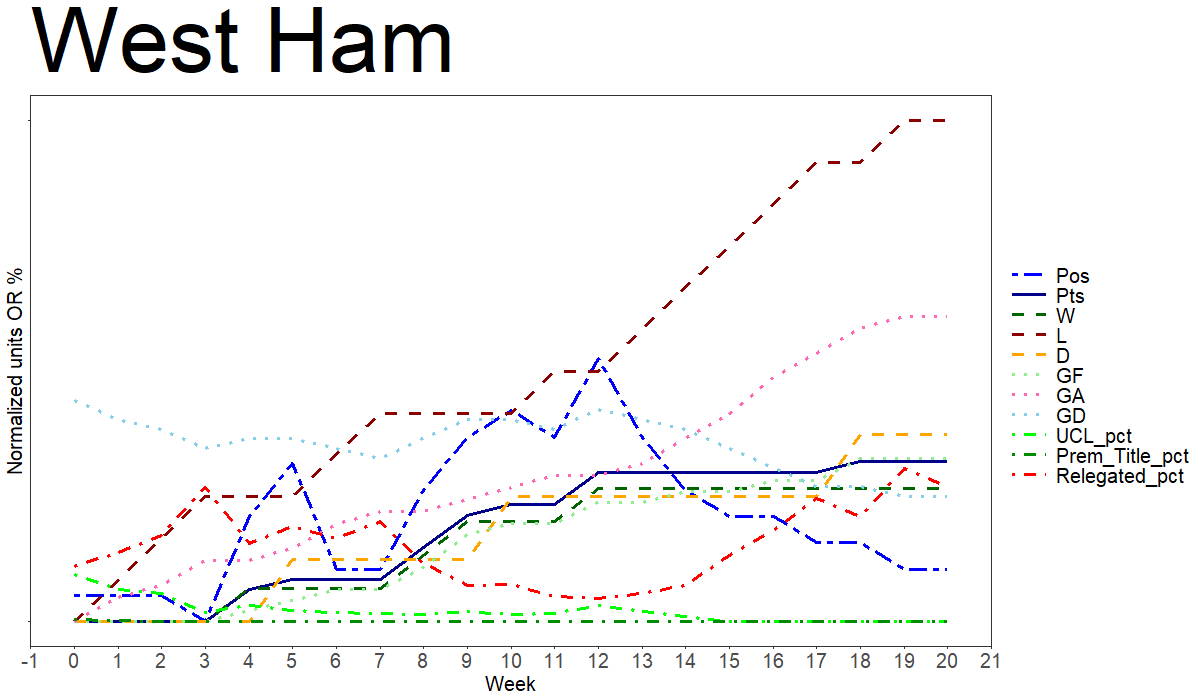 West Ham
Normalized units OR %
-1 0 1 2 3 4 5 6 7 8 9 10 11 12 13 14 15 16 17 18 19 20 21
Week
Pos
Pts
W
L
D
GF
GA
GD
UCL_pct
Prem_Title_pct
Relegated_pct